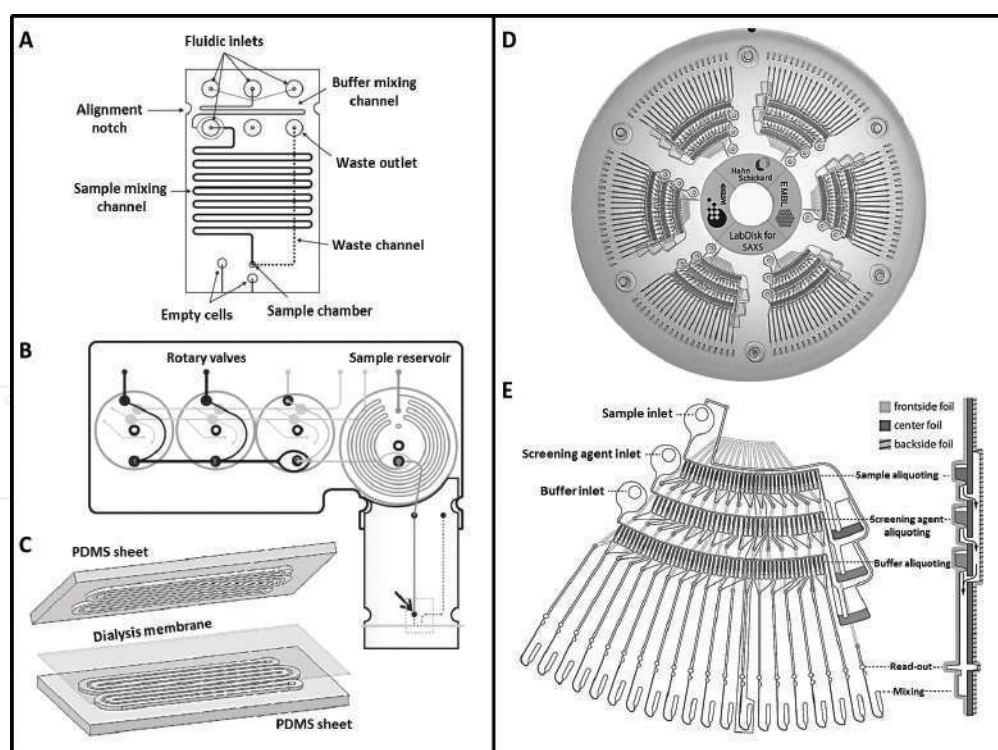 A
Fluidic inlets
Buffer mixing
channel
Alignment
notch
Waste outlet
Sample mixing
channel
Waste channel
Sample chamber
Empty cells
B
Rotary valves
Sample reservoir
C
PDMS sheet
Dialysis membrane
PDMS sheet
D
Hahn
Schickard
EMBL
LabDisk for
SAXS
E
Sample inlet
Screening agent inlet
Buffer inlet
frontside foil
center foil
backside foil
Sample aliquoting
Screening agent
aliquoting
Buffer aliquoting
Read-out
Mixing